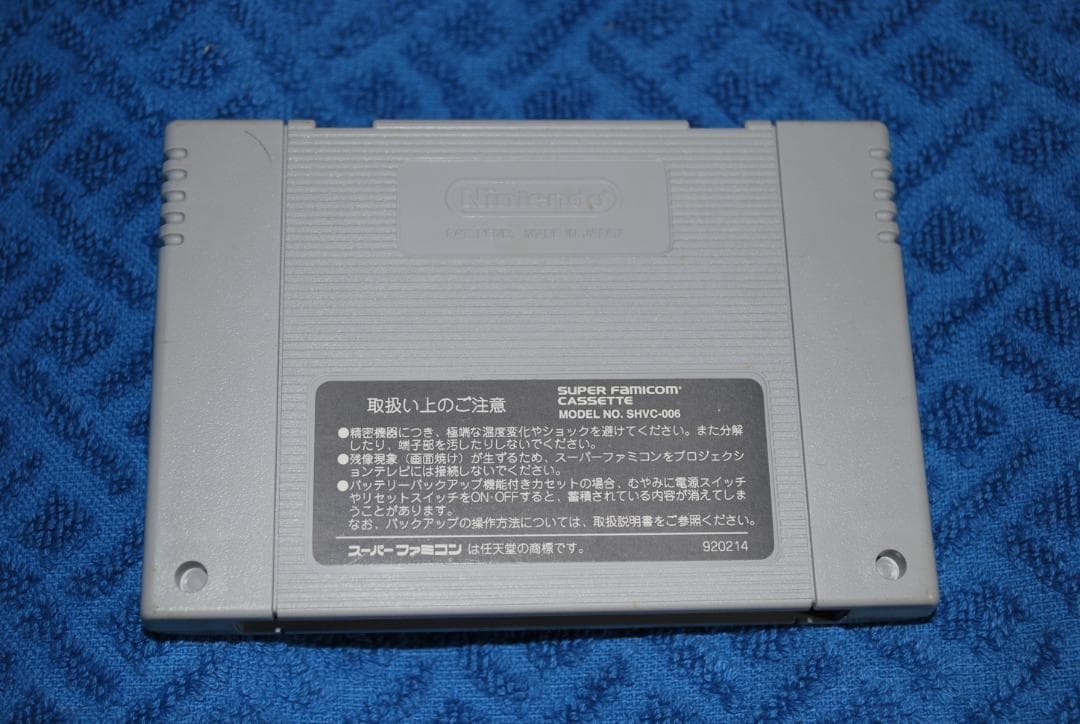 Nintendo
PAT. PEND. MADE IN JAPAN
取扱い上のご注意
SUPER FAMICOM
CASSETTE
MODEL NO. SHVC-006
●精密機器につき、極端な温度変化やショックを避けてください。また分解
したり、端子部を汚したりしないでください。
●残像現象（画面焼け）が生ずるため、スーパーファミコンをプロジェクシ
ョンテレビには接続しないでください。
●バッテリーバックアップ機能付きカセットの場合、むやみに電源スイッチ
やリセットスイッチをON・OFFすると、蓄積されている内容が消えてしま
うことがあります。
なお、バックアップの操作方法については、取扱説明書をご参照ください。
スーパーファミコンは任天堂の商標です。
920214